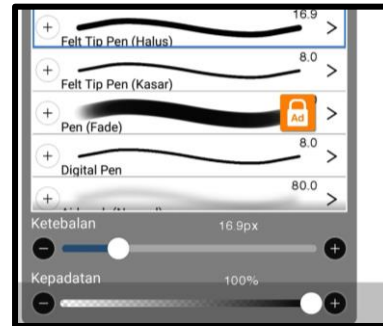 16.9
Felt Tip Pen (Halus)
8.0
Felt Tip Pen (Kasar)
Ad
Pen (Fade)
8.0
Digital Pen
80.0
Ketebalan 16.9px
Kepadatan 100%